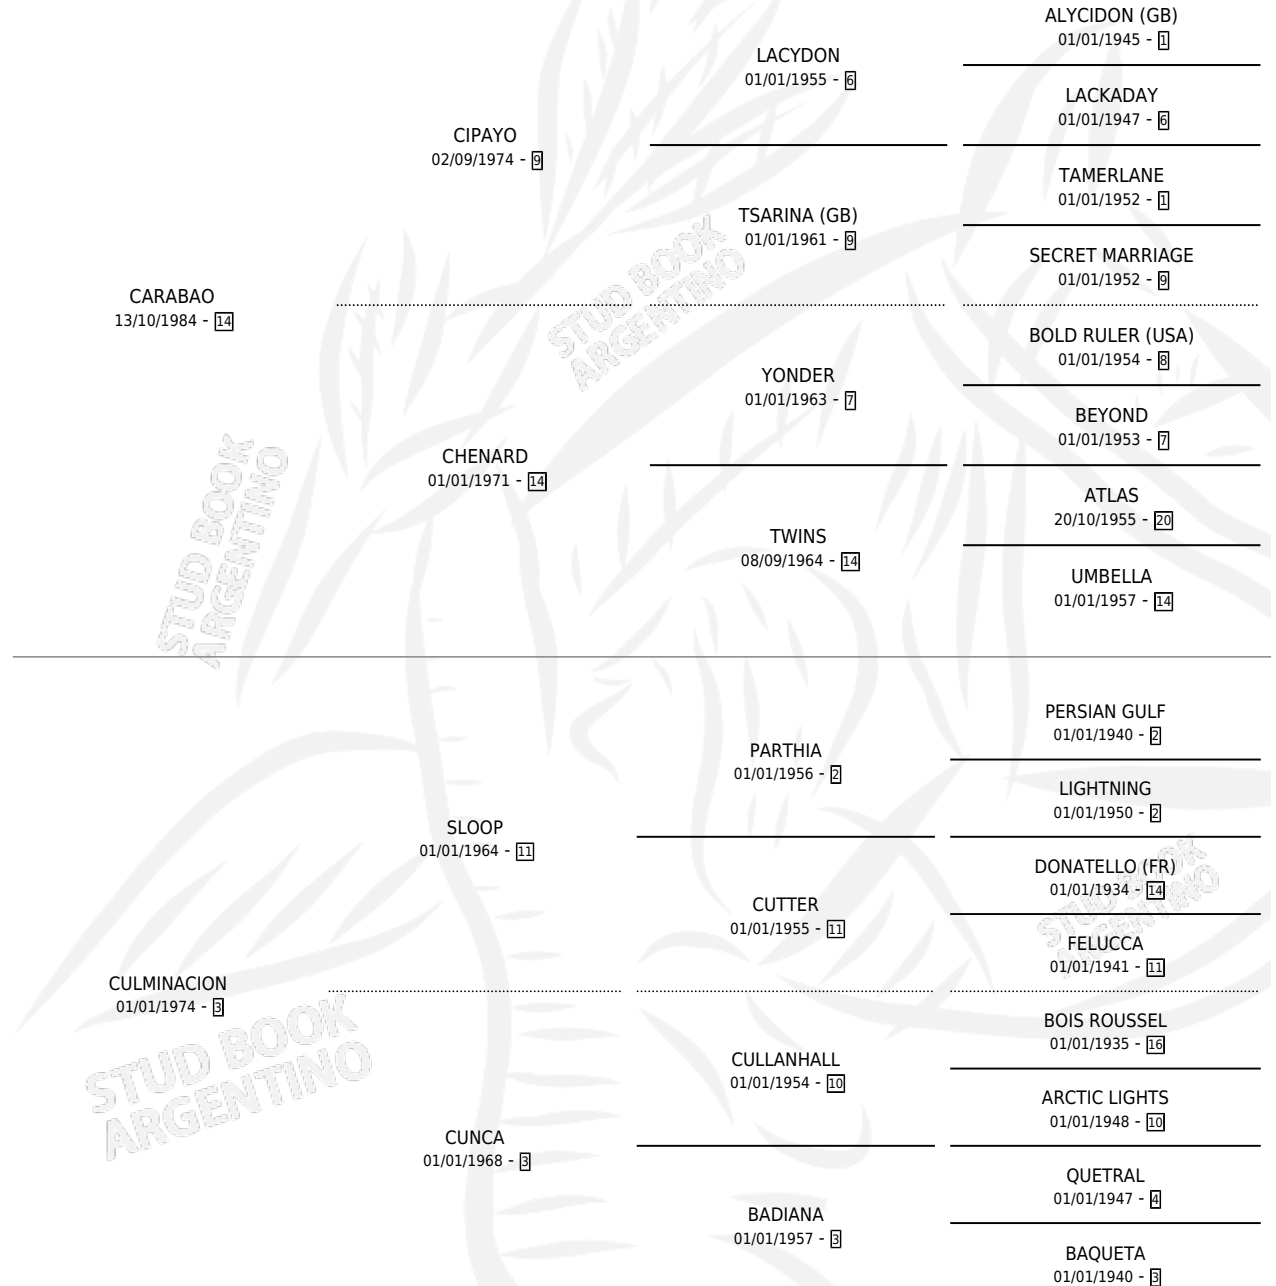 ALYCIDON (GB)
01/01/1945 - 1
LACYDON
01/01/1955 - 6
LACKADAY
01/01/1947 - 6
CIPAYO
02/09/1974 - 9
TAMERLANE
01/01/1952 - 1
TSARINA (GB)
01/01/1961 - 9
SECRET MARRIAGE
01/01/1952 - 9
STUD BOOK
ARGENTINO
CARABAO
13/10/1984 - 14
BOLD RULER (USA)
01/01/1954 - 8
YONDER
01/01/1963 - 7
BEYOND
01/01/1953 - 7
CHENARD
01/01/1971 - 14
ATLAS
20/10/1955 - 20
TWINS
08/09/1964 - 14
UMBELLA
01/01/1957 - 14
STUD BOOK
ARGENTINO
PERSIAN GULF
01/01/1940 - 2
PARTHIA
01/01/1956 - 2
LIGHTNING
01/01/1950 - 2
SLOOP
01/01/1964 - 11
DONATELLO (FR)
01/01/1934 - 14
CUTTER
01/01/1955 - 11
FELUCCA
01/01/1941 - 11
STUD BOOK
ARGENTINO
CULMINACION
01/01/1974 - 3
BOIS ROUSSEL
01/01/1935 - 16
CULLANHALL
01/01/1954 - 10
ARCTIC LIGHTS
01/01/1948 - 10
STUD BOOK
ARGENTINO
CUNCA
01/01/1968 - 3
QUETRAL
01/01/1947 - 4
BADIANA
01/01/1957 - 3
BAQUETA
01/01/1940 - 3